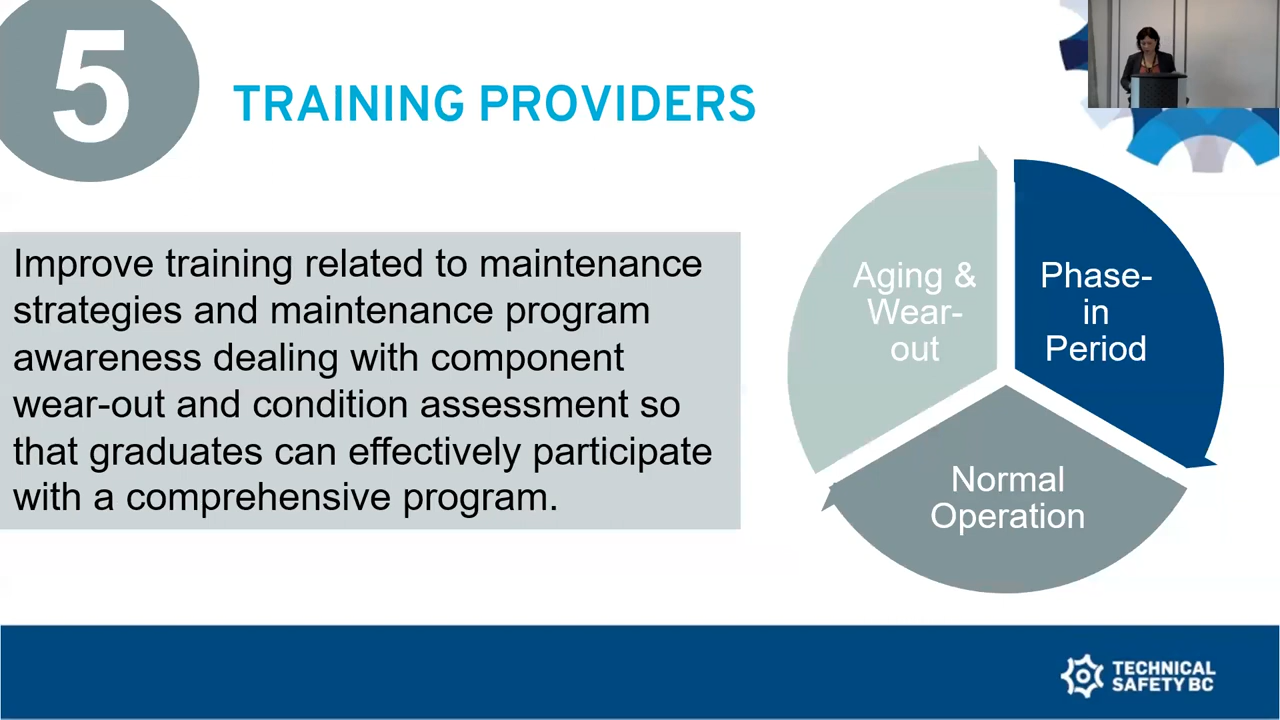 5
TRAINING PROVIDERS
Improve training related to maintenance
strategies and maintenance program
awareness dealing with component
wear-out and condition assessment so
that graduates can effectively participate
with a comprehensive program.
Aging &
Wear-
out
Phase-
in
Period
Normal
Operation
TECHNICAL
SAFETY BC